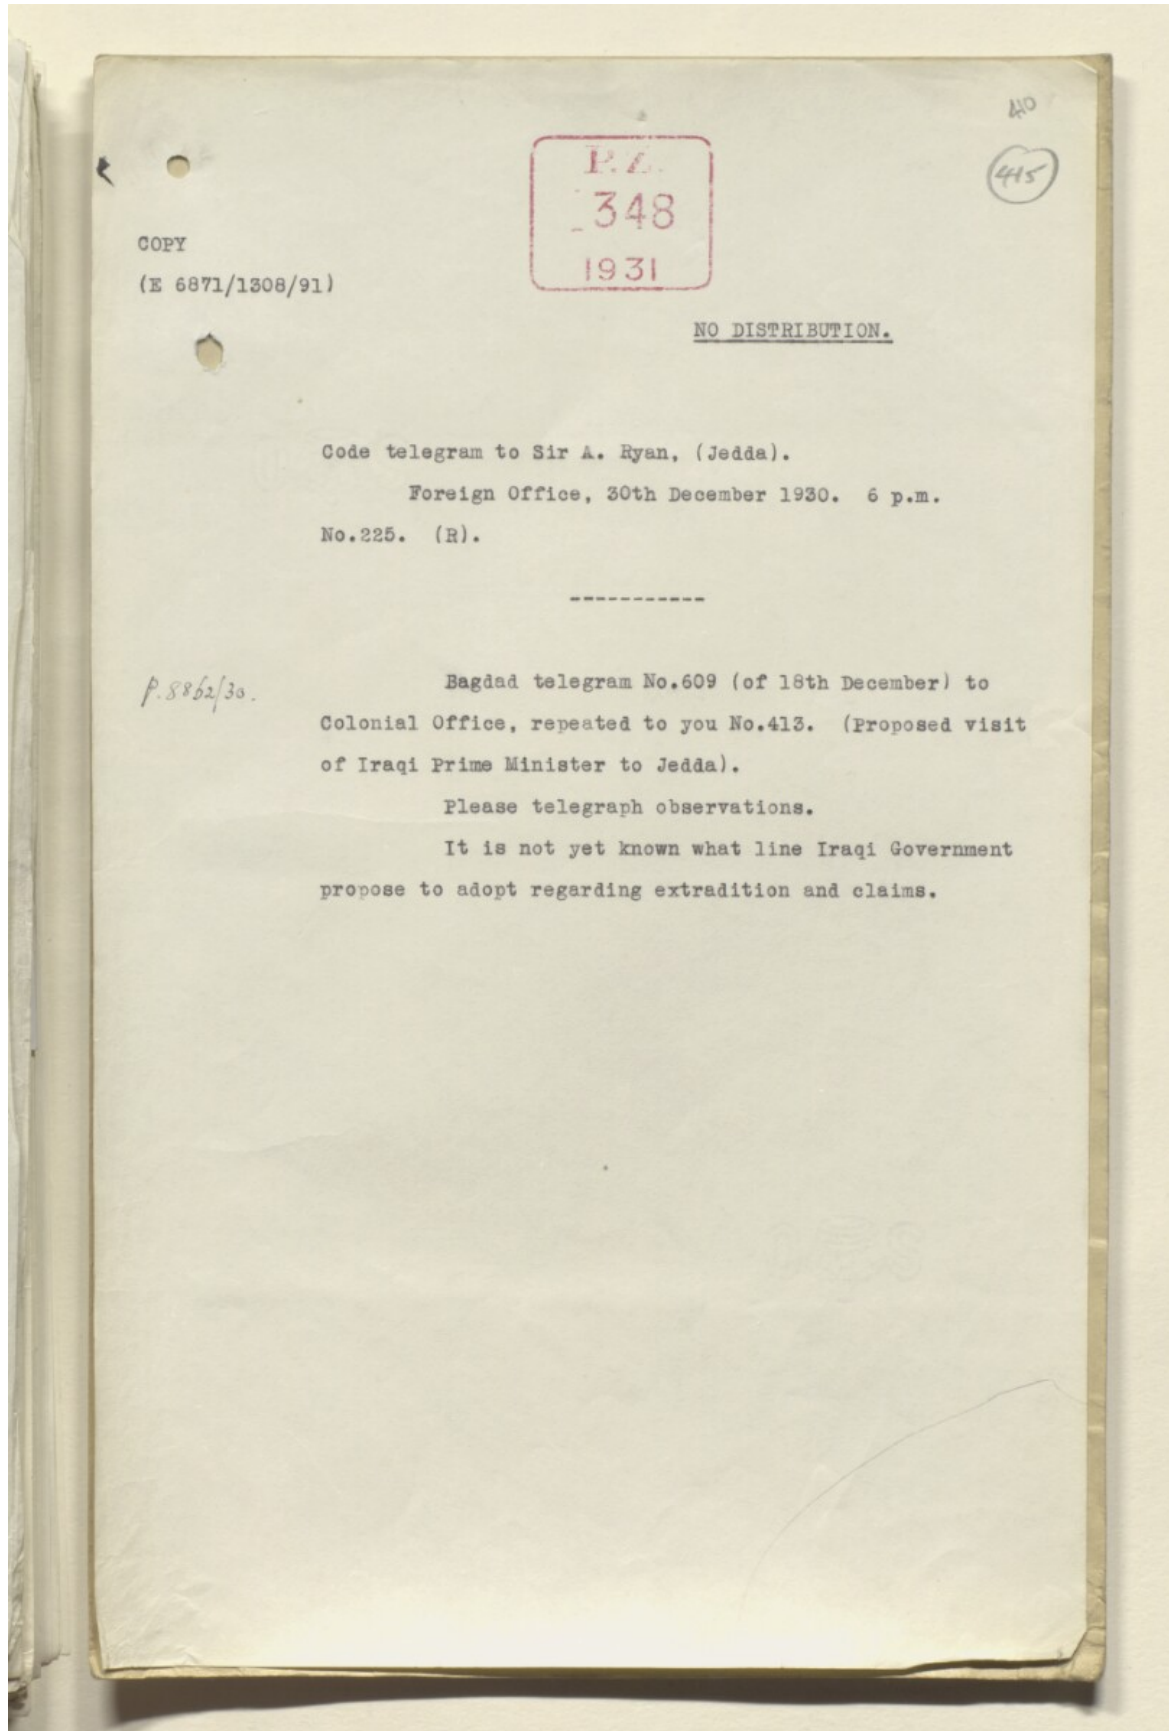 410
415
P.Z.
348
1931
COPY
(E 6871/1308/91)
NO DISTRIBUTION.
Code telegram to Sir A. Ryan, (Jedda).
Foreign Office, 30th December 1930. 6 p.m.
No.225. (R).
-----------
P.8862/30.
Bagdad telegram No.609 (of 18th December) to
Colonial Office, repeated to you No.413. (Proposed visit
of Iraqi Prime Minister to Jedda).
Please telegraph observations.
It is not yet known what line Iraqi Government
propose to adopt regarding extradition and claims.